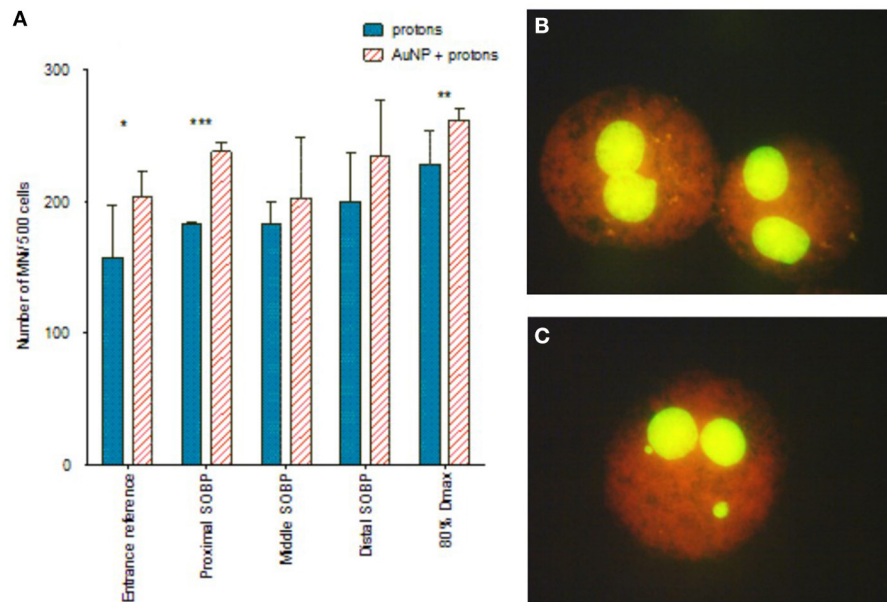 A
protons
AuNP + protons
300
200
100
0
Number of MNi/500 cells
*
***
**
Entrance reference
Proximal SOBP
Middle SOBP
Distal SOBP
80% Dmax
B
C